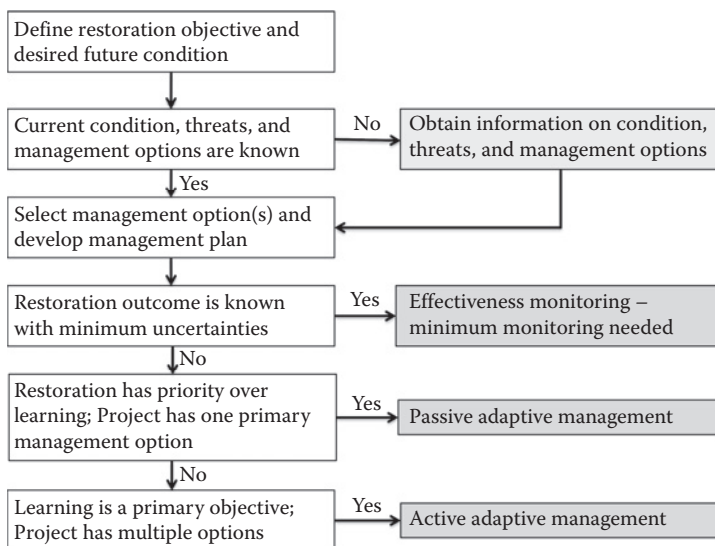 Define restoration objective and
desired future condition
Current condition, threats, and
management options are known
No
Obtain information on condition,
threats, and management options
Yes
Select management option(s) and
develop management plan
Restoration outcome is known
with minimum uncertainties
Yes
Effectiveness monitoring –
minimum monitoring needed
No
Restoration has priority over
learning; Project has one primary
management option
Yes
Passive adaptive management
No
Learning is a primary objective;
Project has multiple options
Yes
Active adaptive management